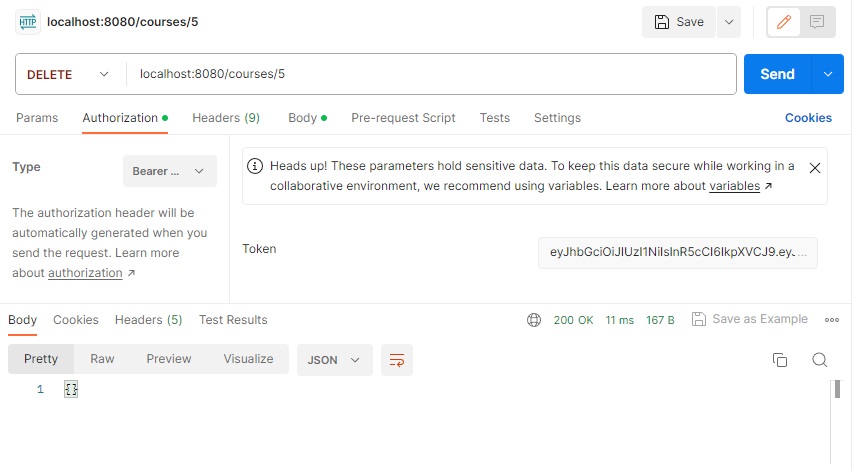 HTTP localhost:8080/courses/5 Save
DELETE localhost:8080/courses/5 Send
Params Authorization Headers (9) Body Pre-request Script Tests Settings Cookies
Type Bearer ...
The authorization header will be
automatically generated when you
send the request. Learn more
about authorization ↗
Heads up! These parameters hold sensitive data. To keep this data secure while working in a
collaborative environment, we recommend using variables. Learn more about variables ↗
Token eyJhbGciOiJIUzI1NiIsInR5cCI6IkpXVCJ9.eyJ...
Body Cookies Headers (5) Test Results 200 OK 11 ms 167 B Save as Example
Pretty Raw Preview Visualize JSON
1 {}